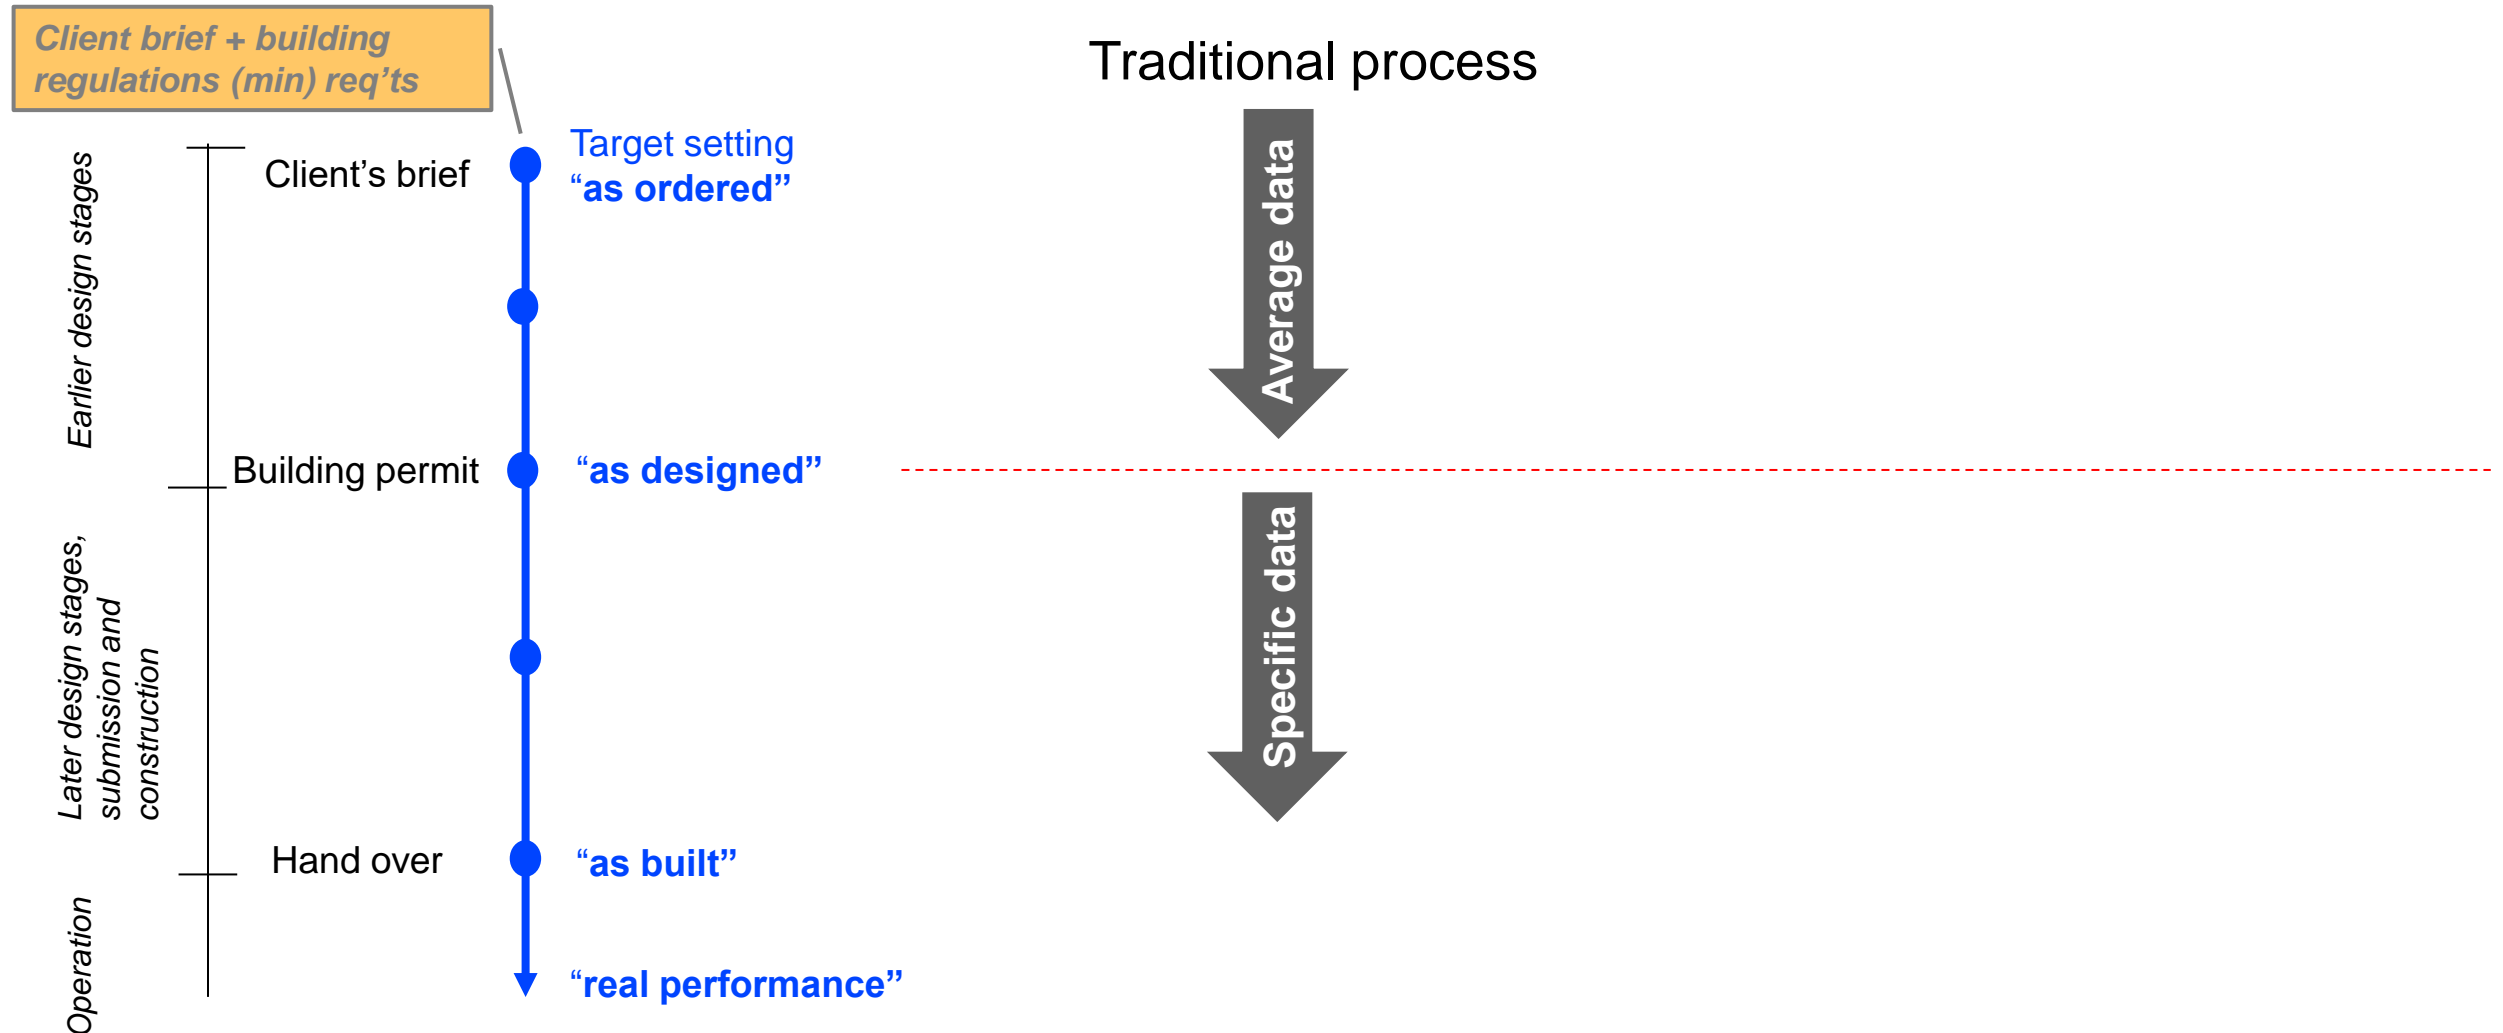 Client brief + building
regulations (min) req’ts
Traditional process
Target setting
“as ordered”
Client’s brief
Earlier design stages
Average data
Building permit
“as designed”
Later design stages,
submission and
construction
Specific data
Hand over
“as built”
Operation
“real performance”